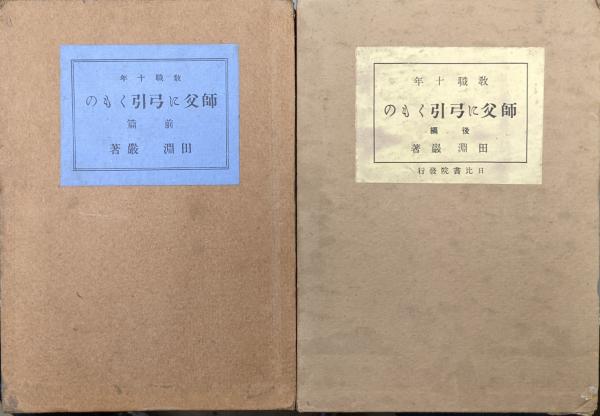 教職十年
師父に弓引くもの
前篇
田淵巖著
教職十年
師父に弓引くもの
後編
田淵巖著
日比書院發行